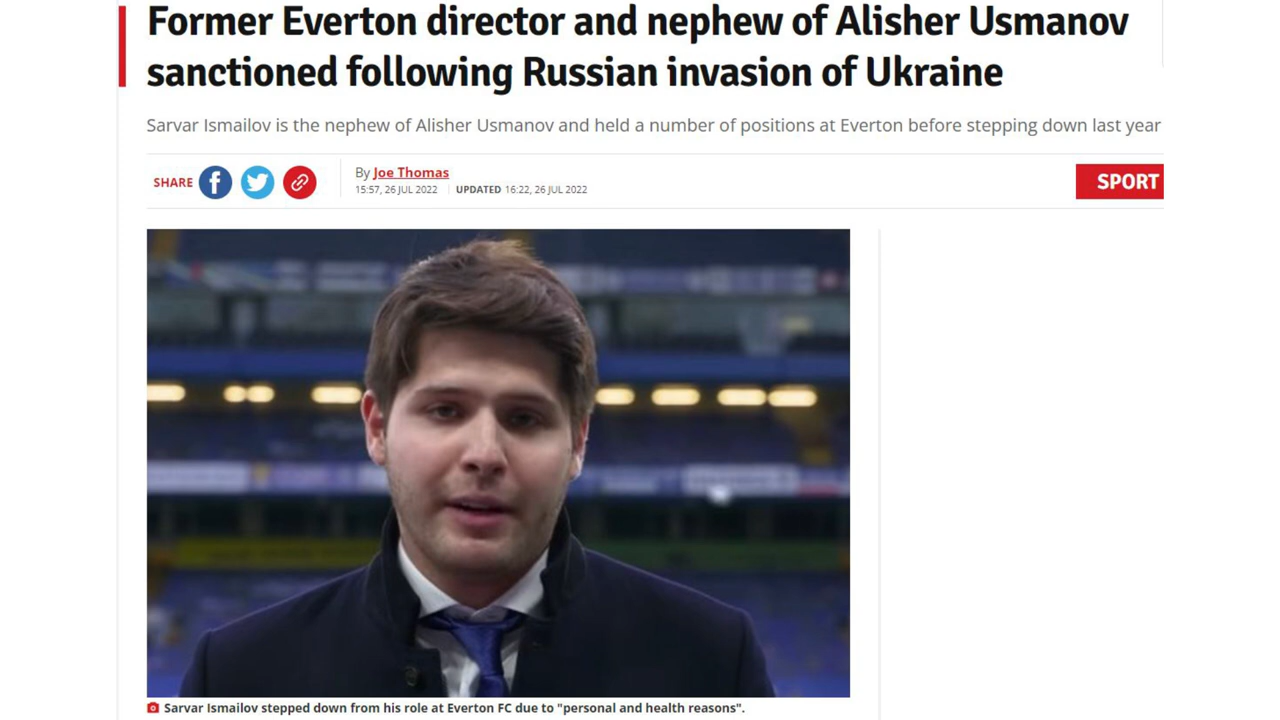 Former Everton director and nephew of Alisher Usmanov
sanctioned following Russian invasion of Ukraine
Sarvar Ismailov is the nephew of Alisher Usmanov and held a number of positions at Everton before stepping down last year
SHARE
By Joe Thomas
15:57, 26 JUL 2022 UPDATED 16:22, 26 JUL 2022
SPORT
Sarvar Ismailov stepped down from his role at Everton FC due to "personal and health reasons".